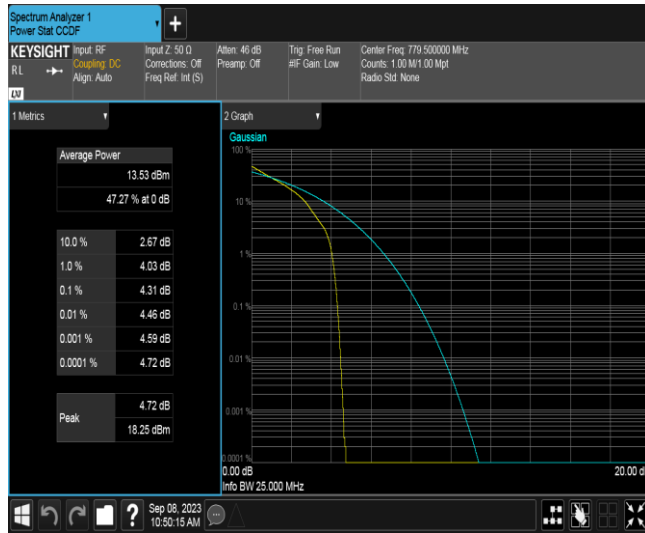 Spectrum Analyzer 1
Power Stat CCDF
+
KEYSIGHT
RL
LXI
Input: RF
Coupling: DC
Align: Auto
Input Z: 50 Ω
Corrections: Off
Freq Ref: Int (S)
Atten: 46 dB
Preamp: Off
Trig: Free Run
#IF Gain: Low
Center Freq: 779.500000 MHz
Counts: 1.00 M/1.00 Mpt
Radio Std: None
1 Metrics
Average Power
13.53 dBm
47.27 % at 0 dB
10.0 % 2.67 dB
1.0 % 4.03 dB
0.1 % 4.31 dB
0.01 % 4.46 dB
0.001 % 4.59 dB
0.0001 % 4.72 dB
Peak
4.72 dB
18.25 dBm
2 Graph
Gaussian
100 %
10 %
1 %
0.1 %
0.01 %
0.001 %
0.0001 %
0.00 dB
20.00 d
Info BW 25.000 MHz
?
Sep 08, 2023
10:50:15 AM